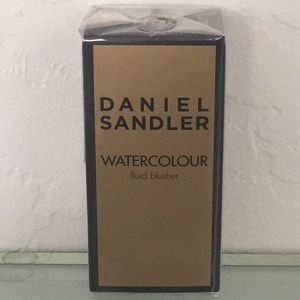 DANIEL
SANDLER
WATERCOLOUR
fluid blusher